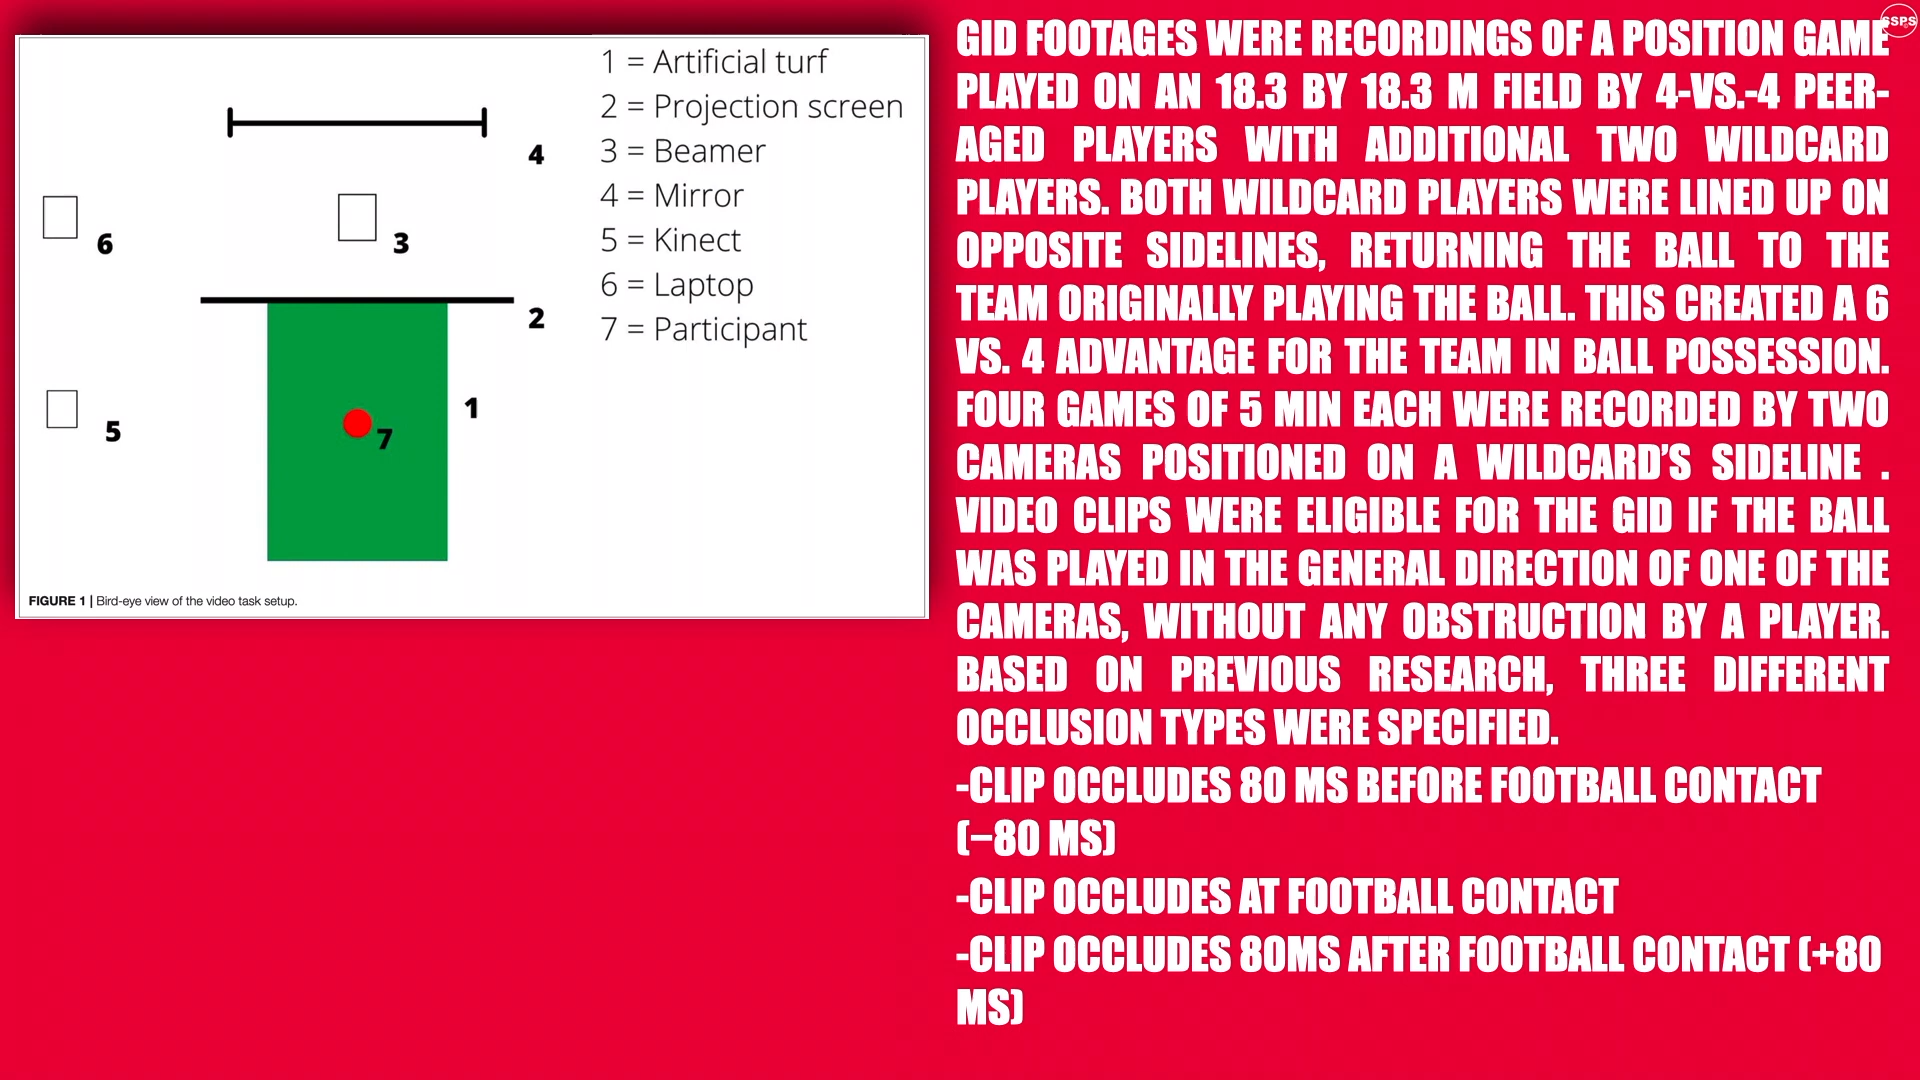 1 = Artificial turf
2 = Projection screen
3 = Beamer
4 = Mirror
5 = Kinect
6 = Laptop
7 = Participant
4
6
3
2
5
1
7
FIGURE 1 | Bird-eye view of the video task setup.
SSPS
GID FOOTAGES WERE RECORDINGS OF A POSITION GAME
PLAYED ON AN 18.3 BY 18.3 M FIELD BY 4-VS.-4 PEER-
AGED PLAYERS WITH ADDITIONAL TWO WILDCARD
PLAYERS. BOTH WILDCARD PLAYERS WERE LINED UP ON
OPPOSITE SIDELINES, RETURNING THE BALL TO THE
TEAM ORIGINALLY PLAYING THE BALL. THIS CREATED A 6
VS. 4 ADVANTAGE FOR THE TEAM IN BALL POSSESSION.
FOUR GAMES OF 5 MIN EACH WERE RECORDED BY TWO
CAMERAS POSITIONED ON A WILDCARD’S SIDELINE .
VIDEO CLIPS WERE ELIGIBLE FOR THE GID IF THE BALL
WAS PLAYED IN THE GENERAL DIRECTION OF ONE OF THE
CAMERAS, WITHOUT ANY OBSTRUCTION BY A PLAYER.
BASED ON PREVIOUS RESEARCH, THREE DIFFERENT
OCCLUSION TYPES WERE SPECIFIED.
-CLIP OCCLUDES 80 MS BEFORE FOOTBALL CONTACT
(−80 MS)
-CLIP OCCLUDES AT FOOTBALL CONTACT
-CLIP OCCLUDES 80MS AFTER FOOTBALL CONTACT (+80
MS)